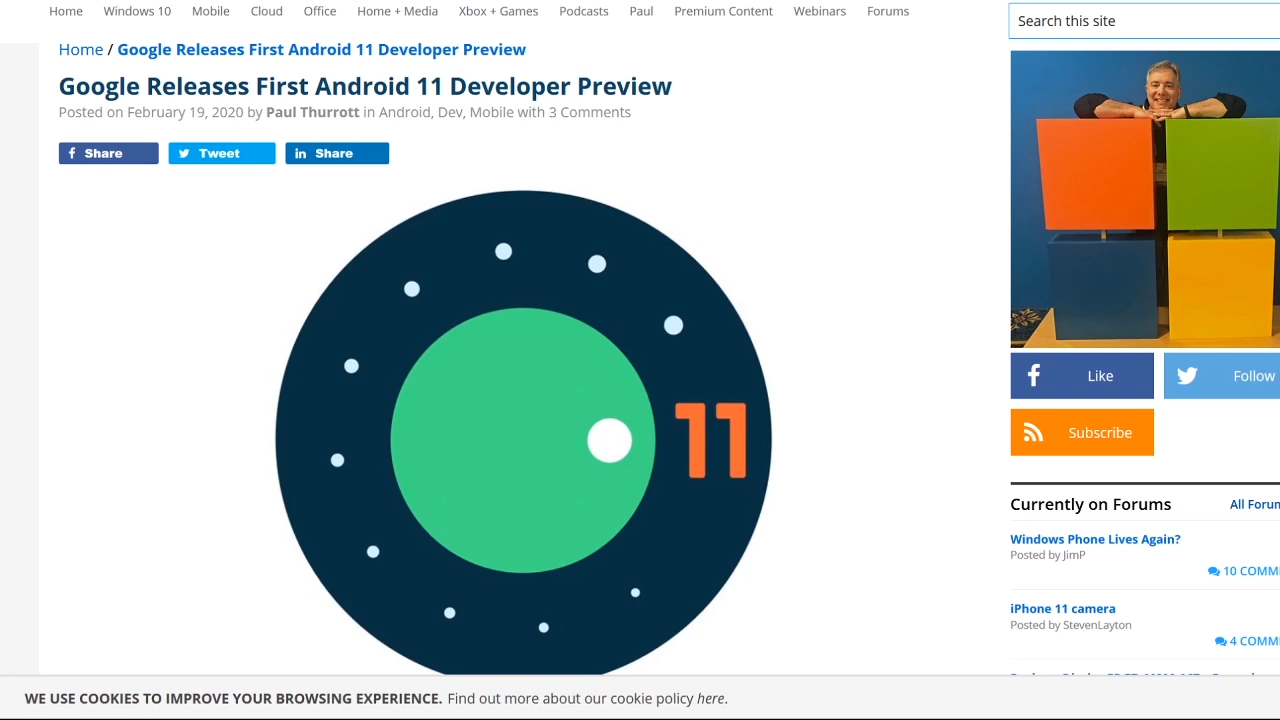 Home Windows 10 Mobile Cloud Office Home + Media Xbox + Games Podcasts Paul Premium Content Webinars Forums
Search this site
Home / Google Releases First Android 11 Developer Preview
Google Releases First Android 11 Developer Preview
Posted on February 19, 2020 by Paul Thurrott in Android, Dev, Mobile with 3 Comments
Share Tweet Share
11
Like Follow
Subscribe
Currently on Forums All
Windows Phone Lives Again?
Posted by JimP
10
iPhone 11 camera
Posted by StevenLayton
4
WE USE COOKIES TO IMPROVE YOUR BROWSING EXPERIENCE. Find out more about our cookie policy here.